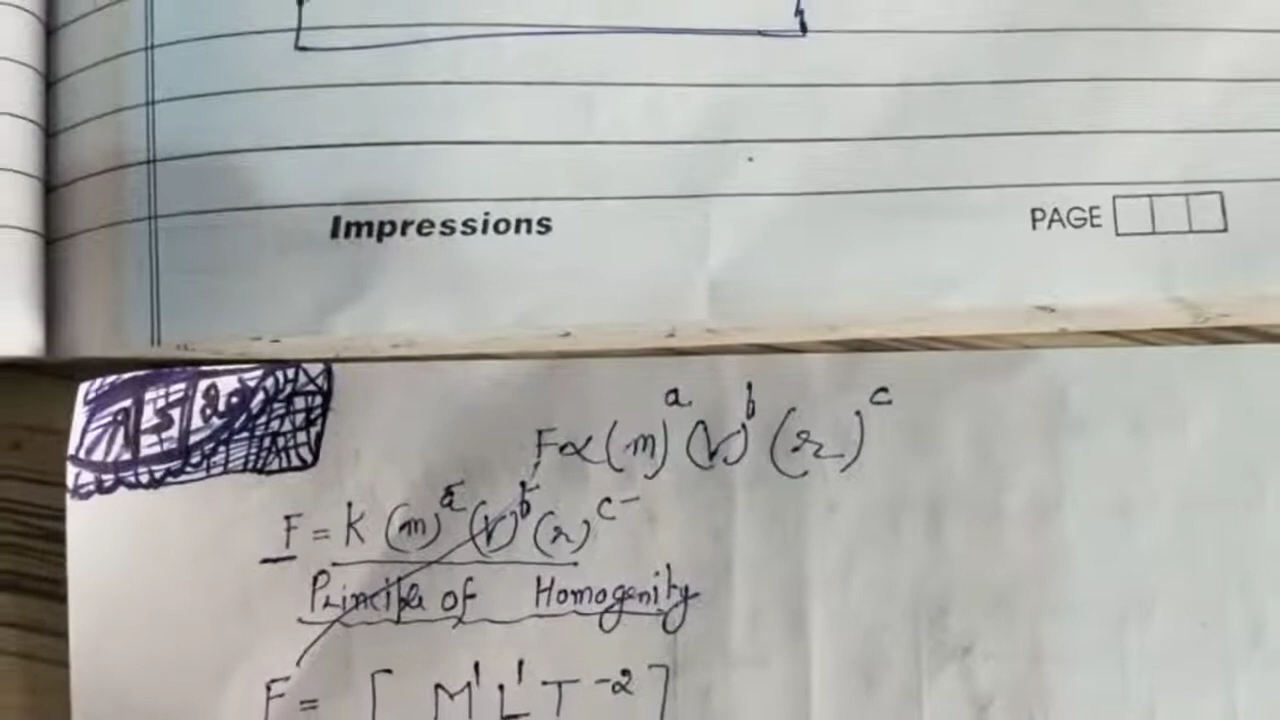 Impressions
PAGE
F∝(m)^a (v)^b (r)^c
F = K (m)^a (v)^b (r)^c
Principle of Homogenity
F = [ M^1 L^1 T^-2 ]